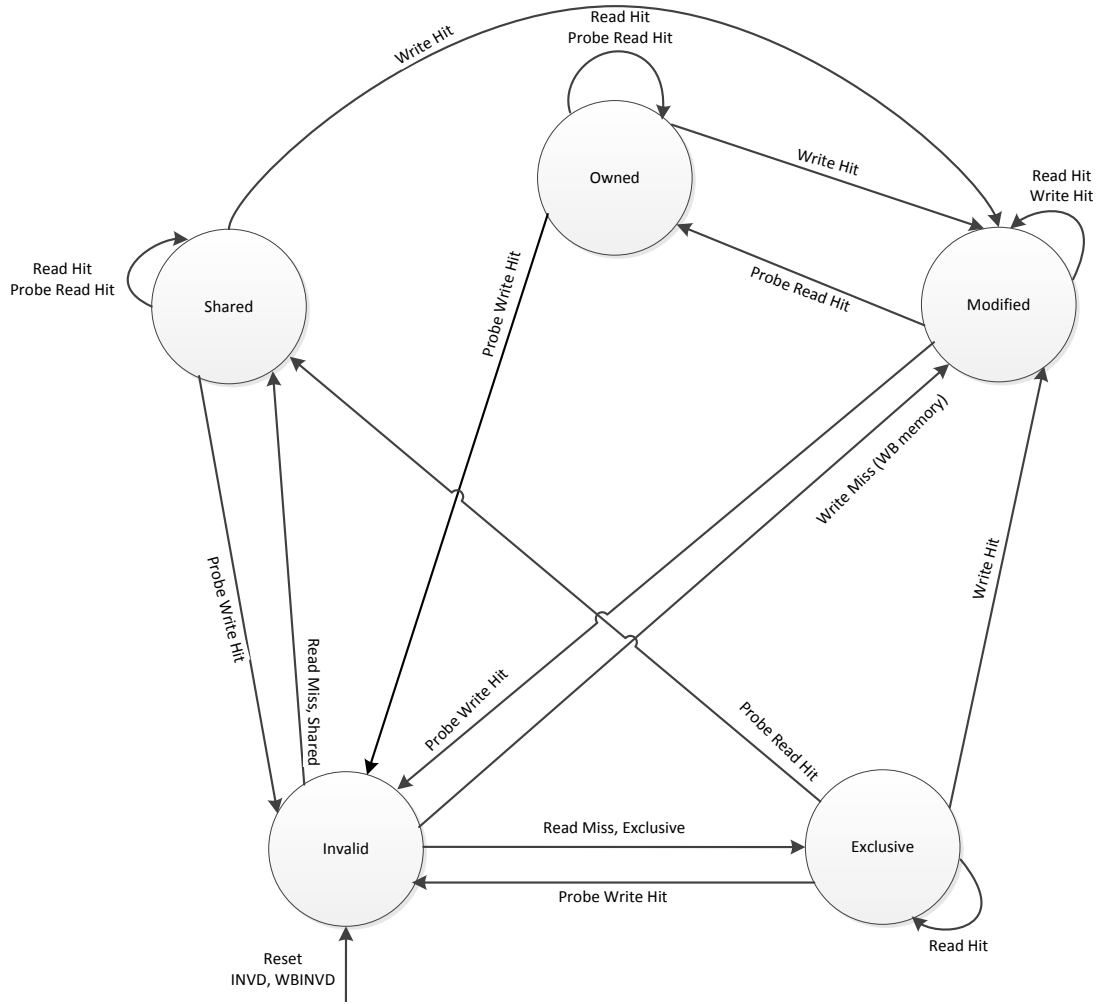 Read Hit
Probe Read Hit
Write Hit
Owned
Write Hit
Read Hit
Write Hit
Read Hit
Probe Read Hit
Shared
Probe Write Hit
Probe Read Hit
Modified
Write Miss (WB memory)
Write Hit
Probe Write Hit
Read Miss, Shared
Probe Write Hit
Probe Read Hit
Invalid
Read Miss, Exclusive
Exclusive
Probe Write Hit
Read Hit
Reset
INVD, WBINVD